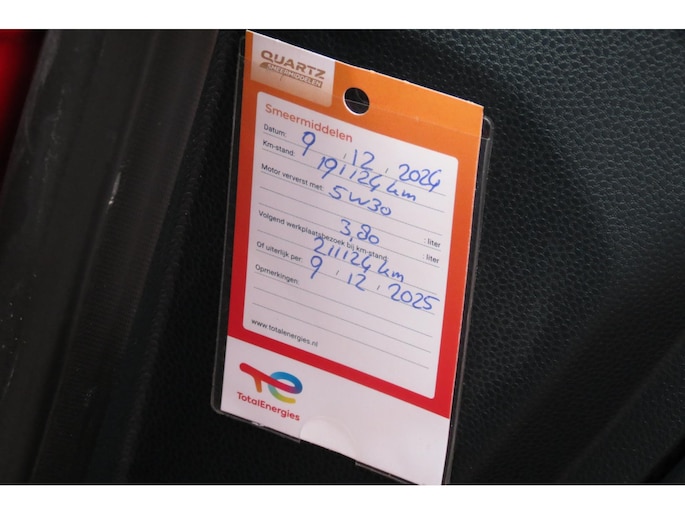 QUARTZ
SMEERMIDDELEN
Smeermiddelen
Datum: 9 . 12 . 2024
Km-stand: 191124 km
Motor ververst met: 5W30
: liter
3,80 : liter
Volgend werkplaatsbezoek bij km-stand:
211124 km
Of uiterlijk per: 9 . 12 . 2025
Opmerkingen:
www.totalenergies.nl
TotalEnergies